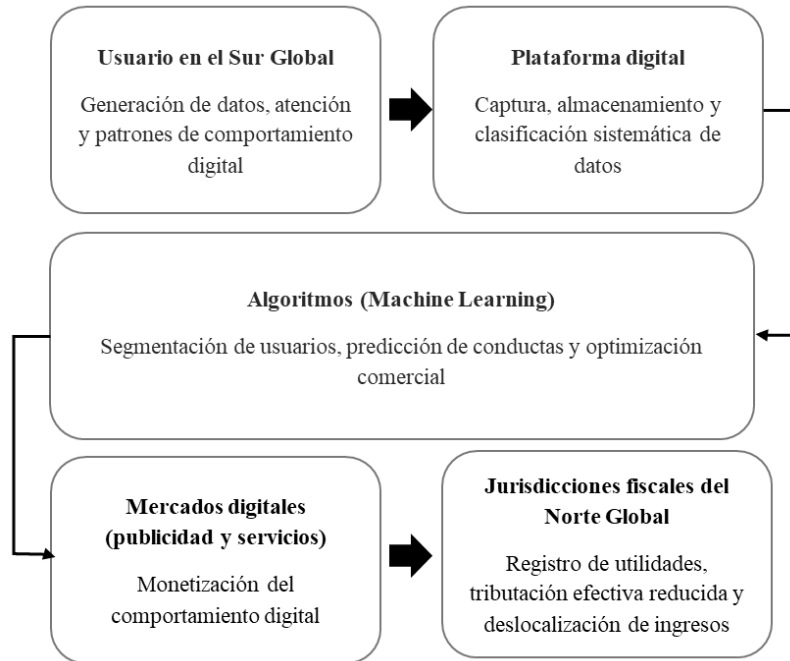 Usuario en el Sur Global
Generación de datos, atención
y patrones de comportamiento
digital
Plataforma digital
Captura, almacenamiento y
clasificación sistemática de
datos
Algoritmos (Machine Learning)
Segmentación de usuarios, predicción de conductas y optimización
comercial
Mercados digitales
(publicidad y servicios)
Monetización del
comportamiento digital
Jurisdicciones fiscales del
Norte Global
Registro de utilidades,
tributación efectiva reducida y
deslocalización de ingresos